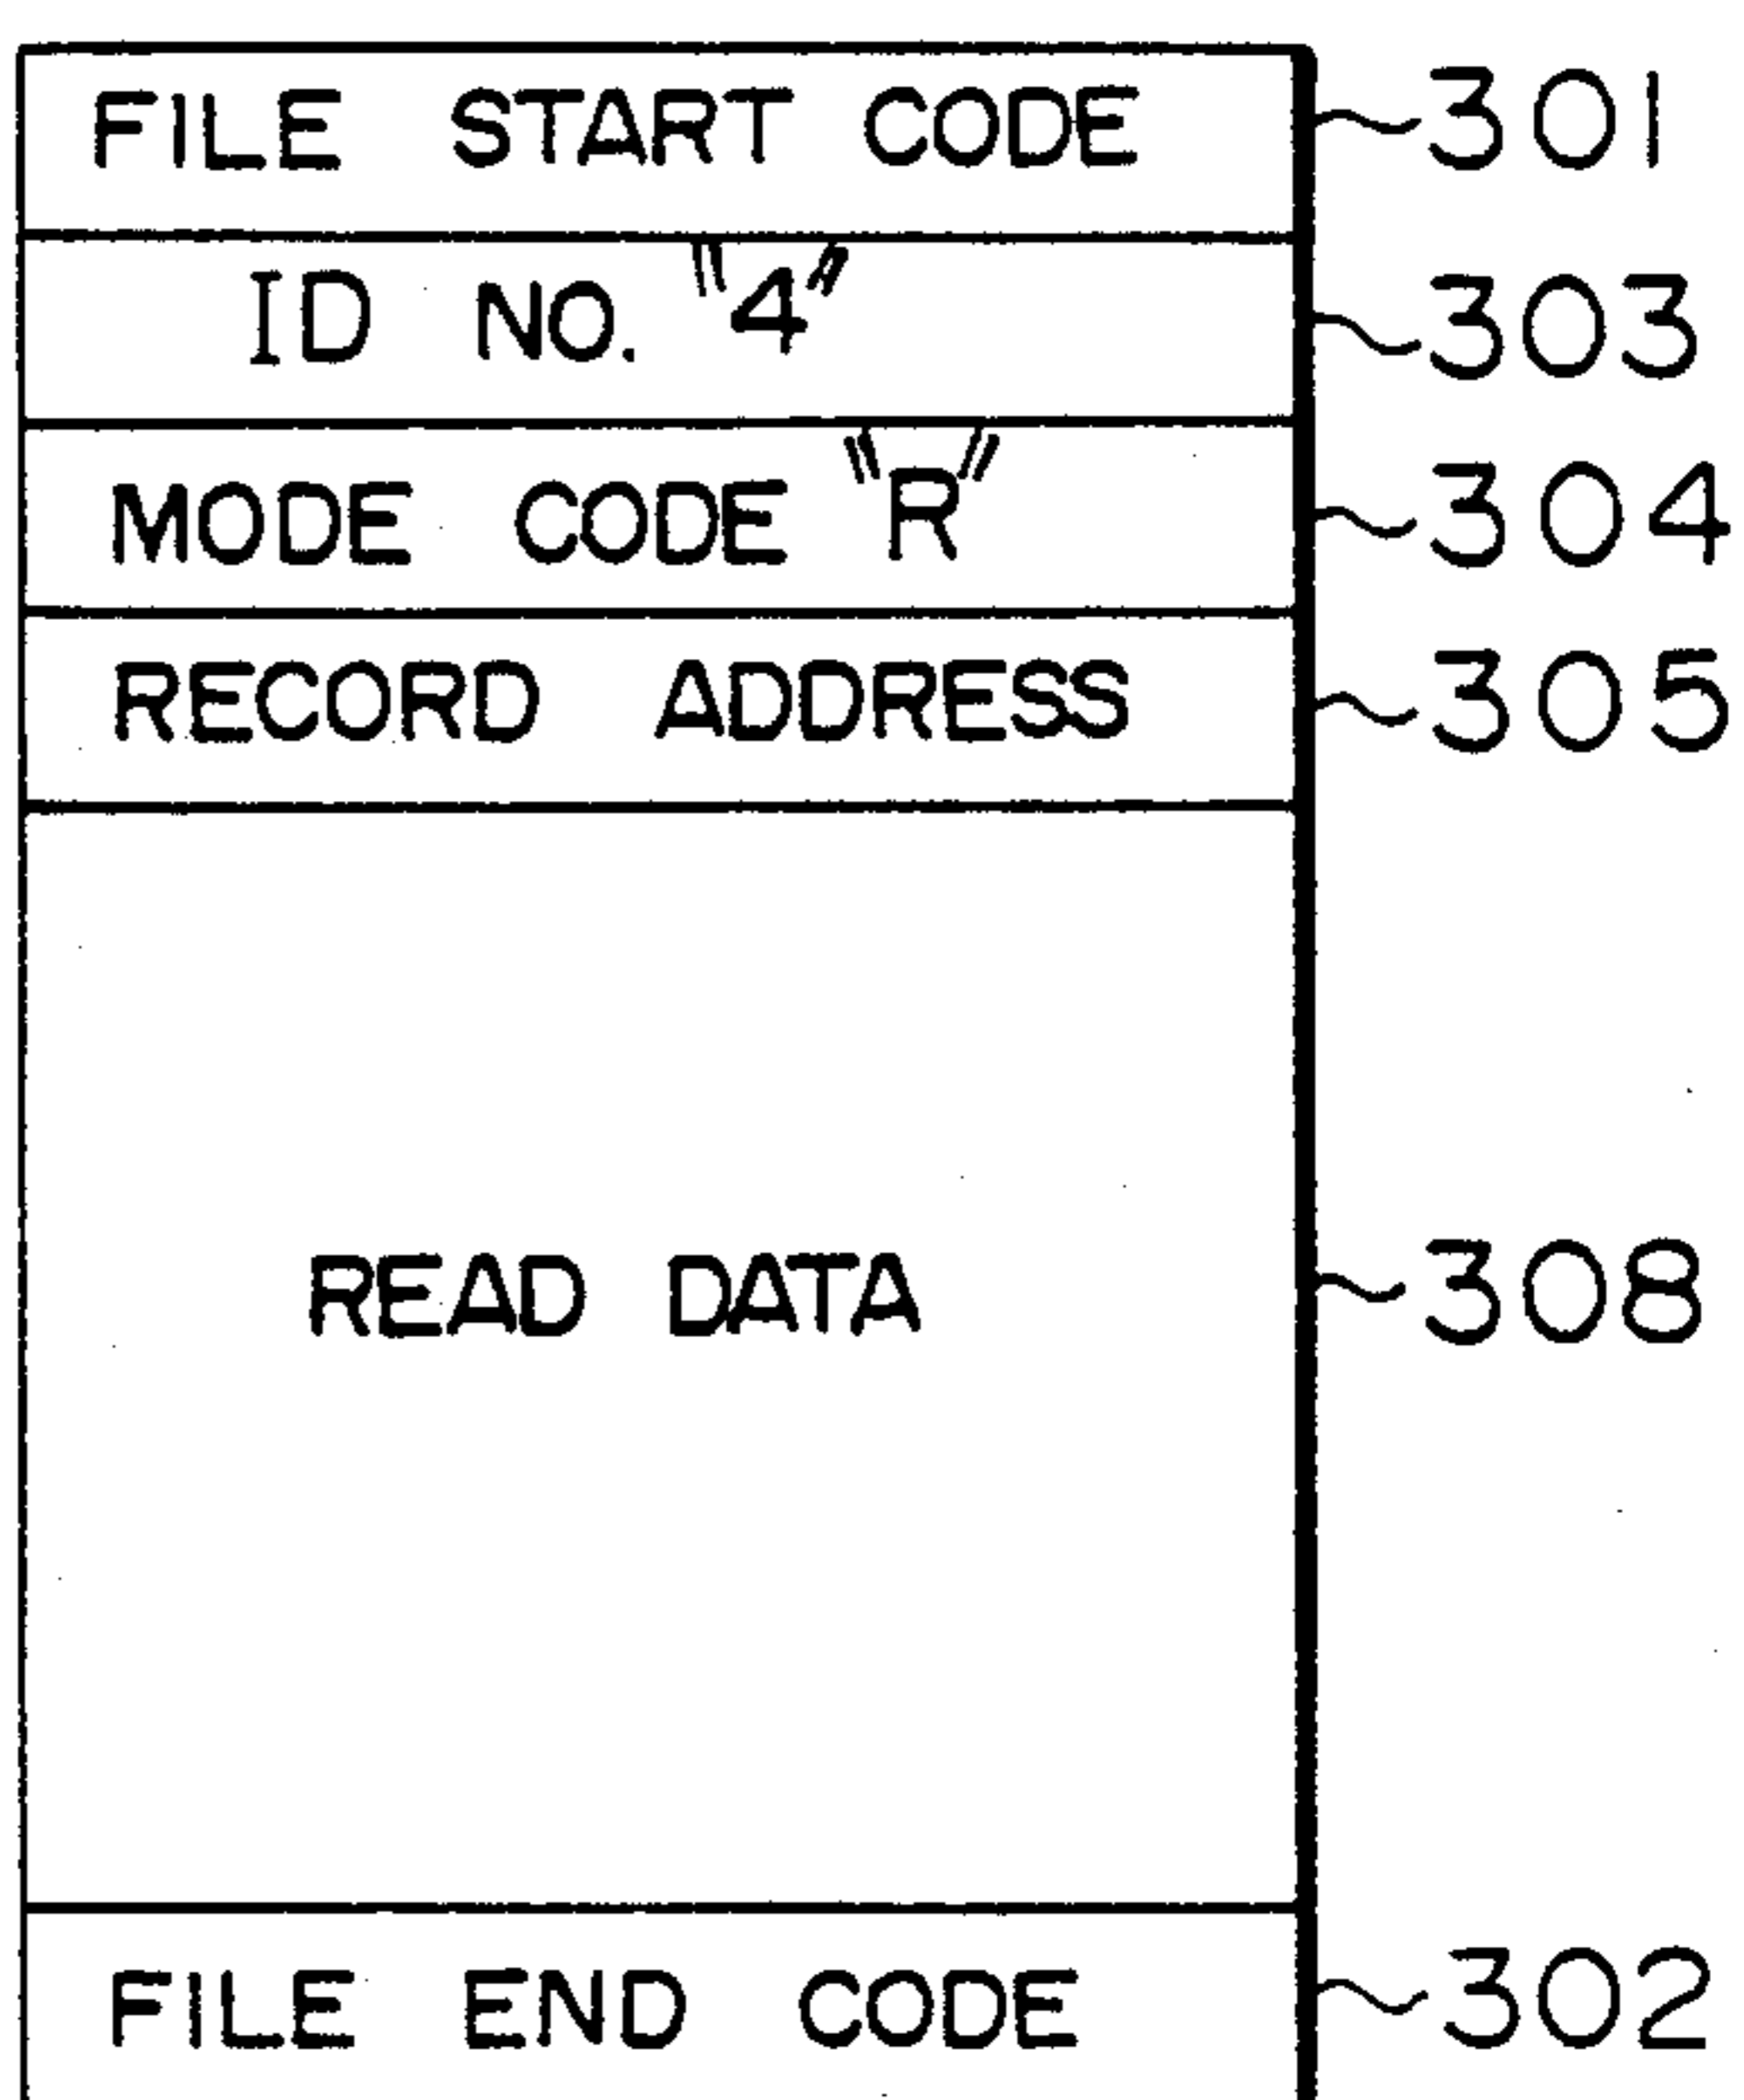 FILE START CODE 301
ID NO. "4" 303
MODE CODE "R" 304
RECORD ADDRESS 305
READ DATA 308
FILE END CODE 302